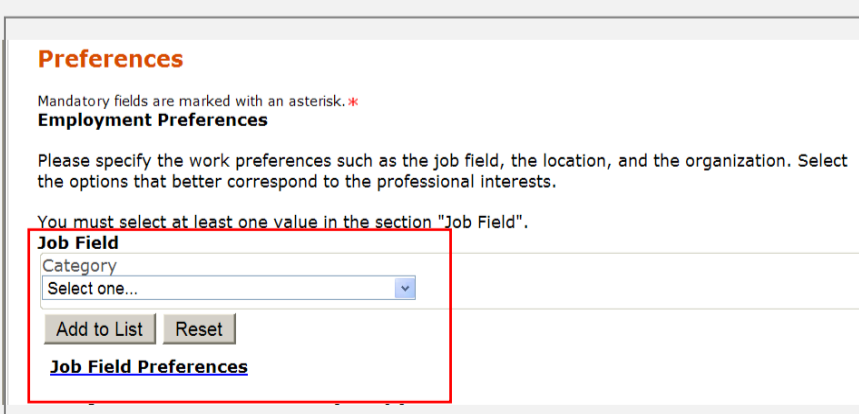 Preferences
Mandatory fields are marked with an asterisk. *
Employment Preferences
Please specify the work preferences such as the job field, the location, and the organization. Select
the options that better correspond to the professional interests.
You must select at least one value in the section "Job Field".
Job Field
Category
Select one...
Add to List Reset
Job Field Preferences